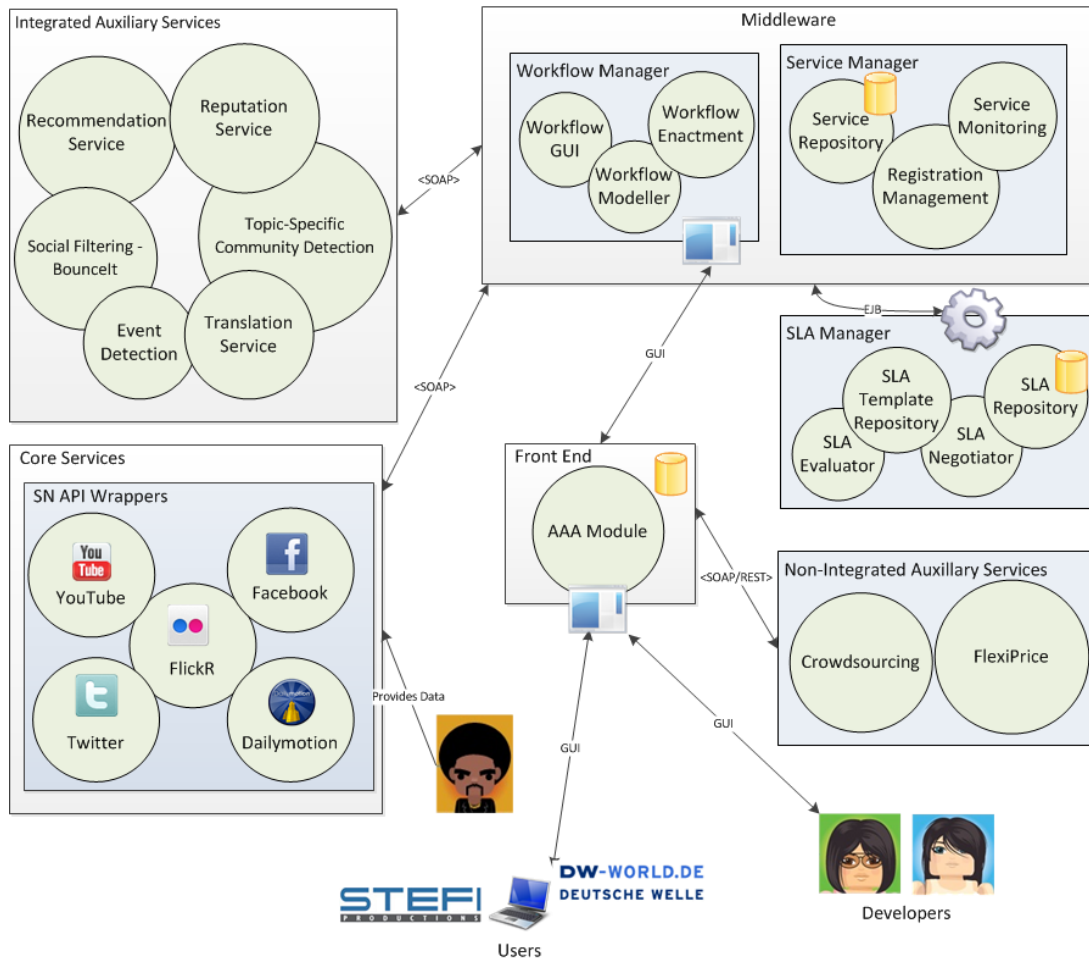 Integrated Auxiliary Services
Recommendation
Service
Reputation
Service
Topic-Specific
Community Detection
Social Filtering -
BounceIt
Event
Detection
Translation
Service
<SOAP>
<SOAP>
Middleware
Workflow Manager
Workflow
GUI
Workflow
Modeller
Workflow
Enactment
Service Manager
Service
Repository
Registration
Management
Service
Monitoring
EJB
GUI
SLA Manager
SLA
Evaluator
SLA
Template
Repository
SLA
Negotiator
SLA
Repository
Core Services
SN API Wrappers
You
Tube
YouTube
Facebook
FlickR
Twitter
Dailymotion
Provides Data
Front End
AAA Module
<SOAP/REST>
Non-Integrated Auxillary Services
Crowdsourcing
FlexiPrice
GUI
GUI
STEFI
PRODUCTIONS
DW-WORLD.DE
DEUTSCHE WELLE
Users
Developers